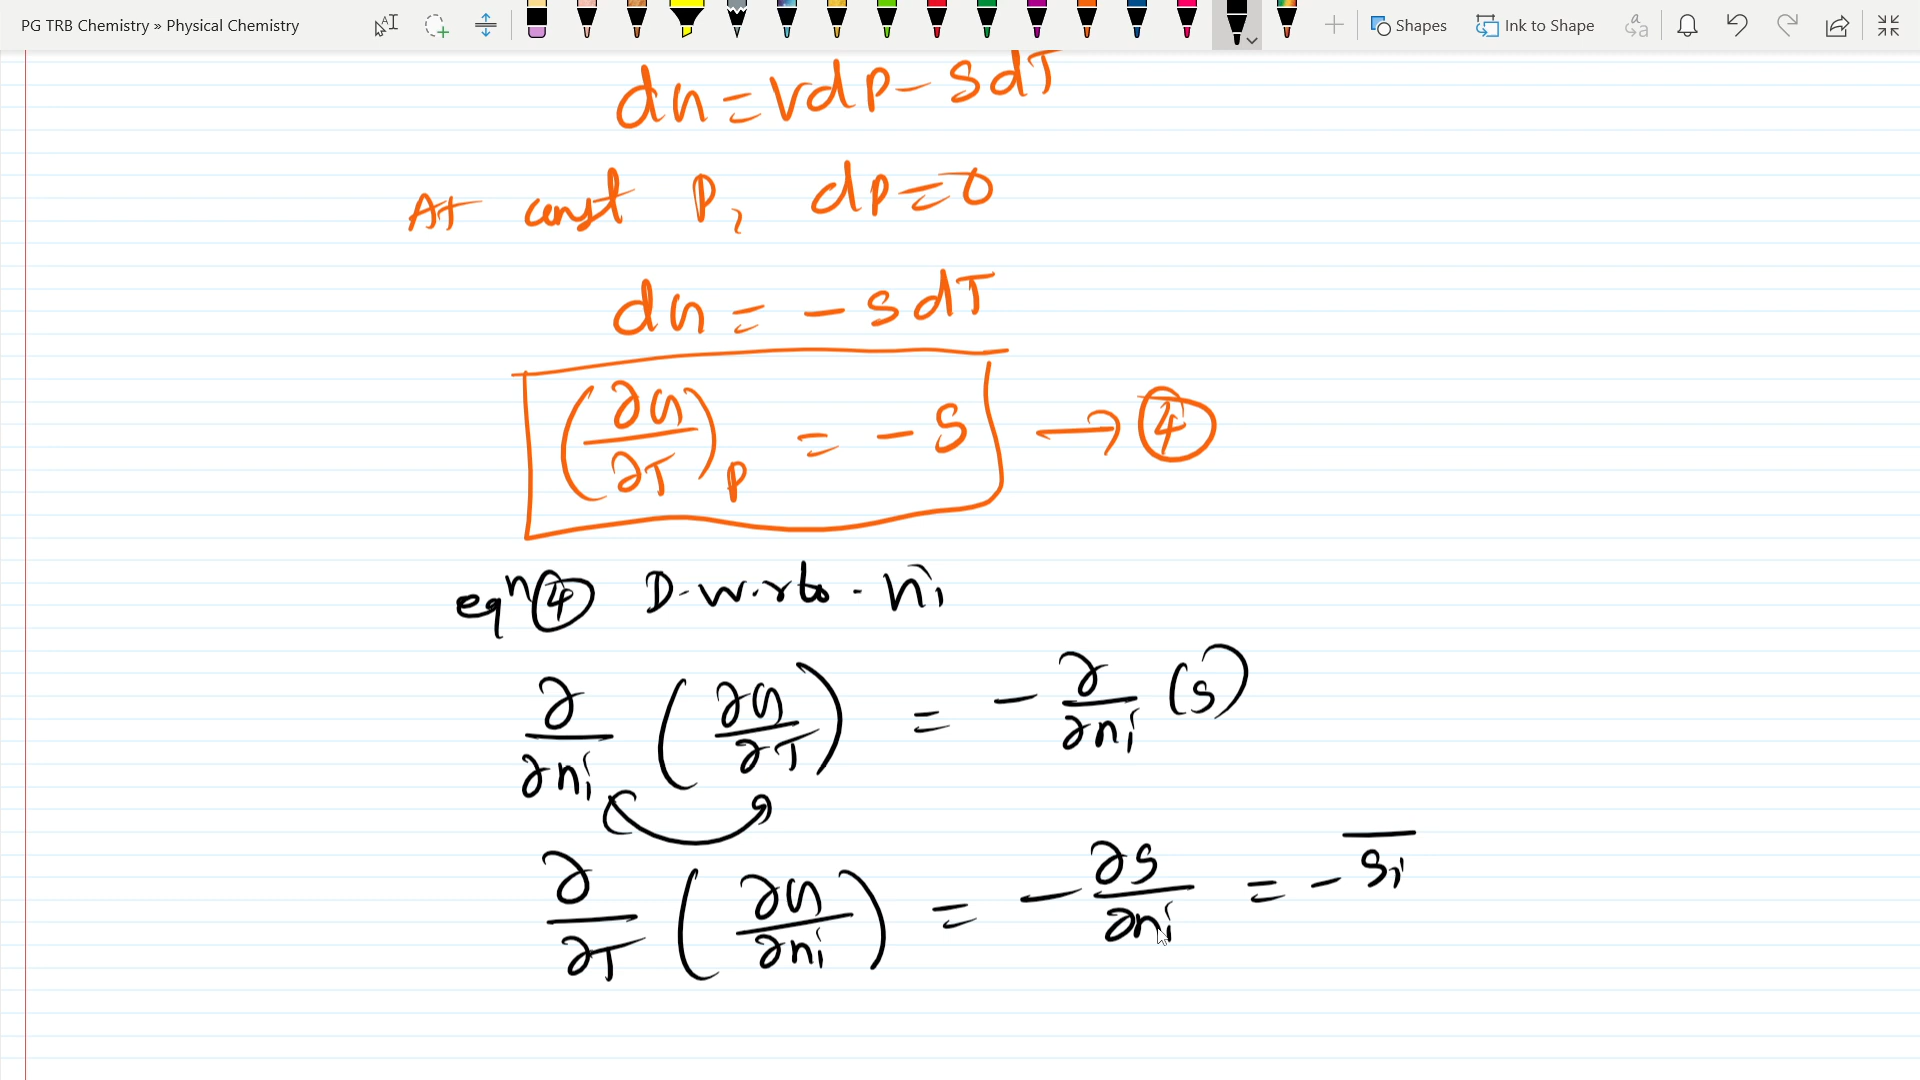 PG TRB Chemistry » Physical Chemistry Shapes Ink to Shape
dG = Vdp - SdT
At const P, dp = 0
dG = - SdT
(∂G/∂T)p = - S → ④
eqn ④ D.w.r.to. ni
∂/∂ni (∂G/∂T) = - ∂/∂ni (S)
∂/∂T (∂G/∂ni) = - ∂S/∂ni = - S̅i